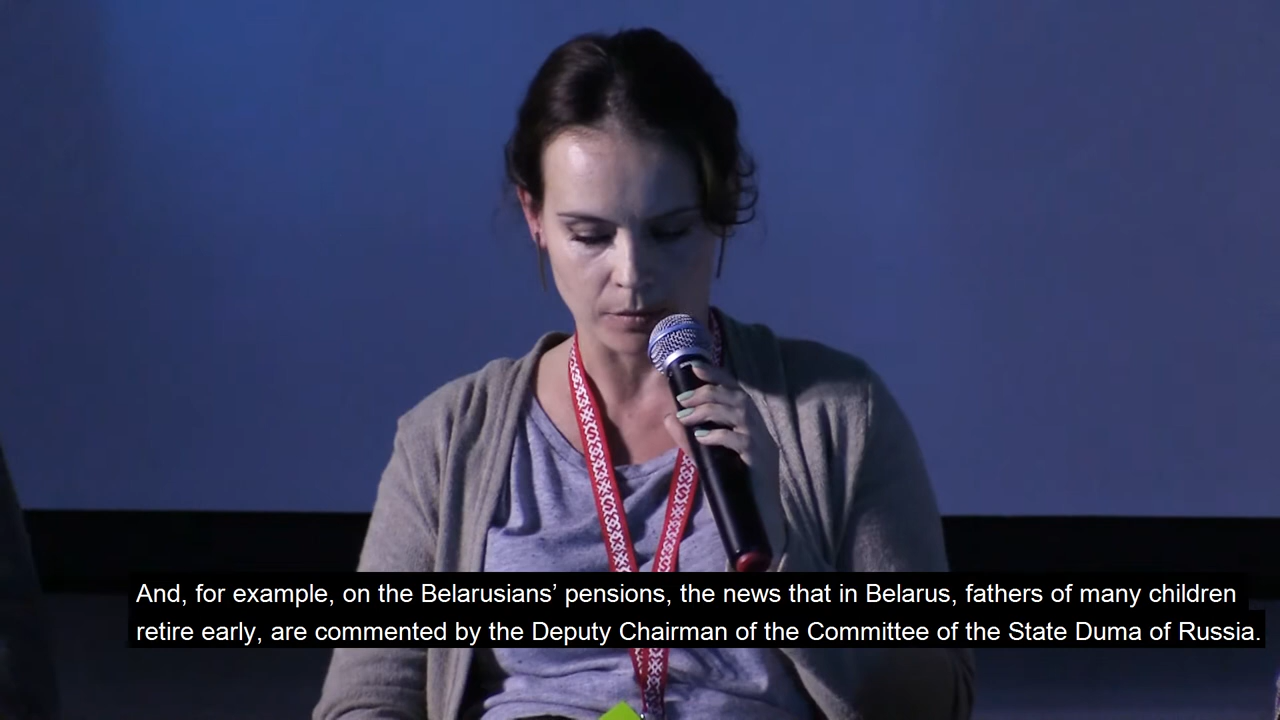 And, for example, on the Belarusians’ pensions, the news that in Belarus, fathers of many children
retire early, are commented by the Deputy Chairman of the Committee of the State Duma of Russia.